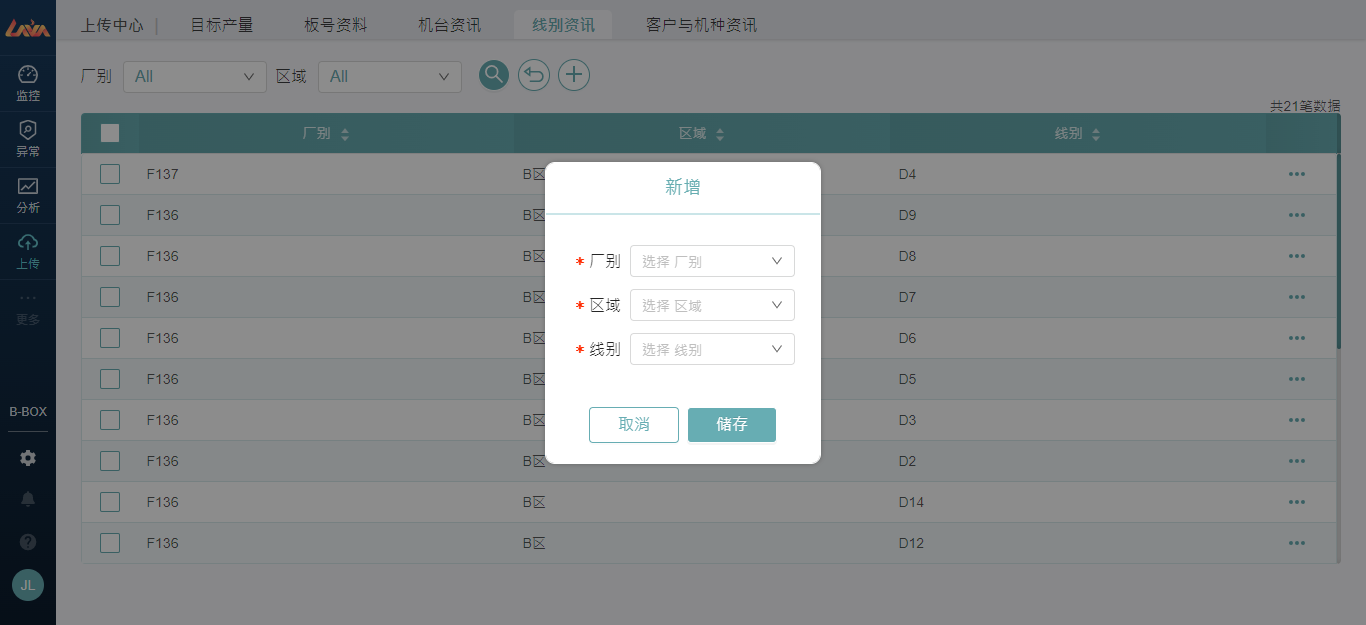 LAVA
上传中心 | 目标产量 板号资料 机台资讯 线别资讯 客户与机种资讯
厂别 All 区域 All
共21笔数据
厂别 区域 线别
F137 B区 D4
F136 B区 D9
F136 B区 D8
F136 B区 D7
F136 B区 D6
F136 B区 D5
F136 B区 D3
F136 B区 D2
F136 B区 D14
F136 B区 D12
新增
* 厂别 选择 厂别
* 区域 选择 区域
* 线别 选择 线别
取消 储存
监控
异常
分析
上传
更多
B-BOX
?
JL